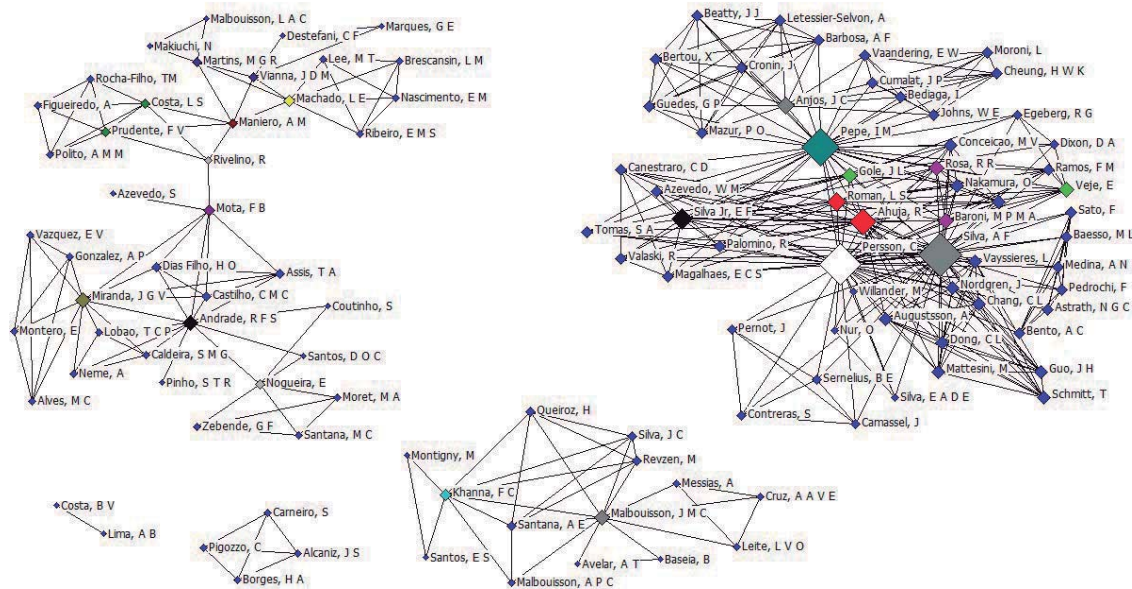 Malbouisson, L A C
Marques, G E
Destefani, C F
Makiuchi, N
Martins, M G R
Lee, M T
Brescansin, L M
Vianna, J D M
Rocha-Filho, TM
Machado, L E
Nascimento, E M
Figueiredo, A
Costa, L S
Prudente, F V
Maniero, A M
Ribeiro, E M S
Polito, A M M
Rivelino, R
Azevedo, S
Mota, F B
Vazquez, E V
Gonzalez, A P
Dias Filho, H O
Assis, T A
Miranda, J G V
Castilho, C M C
Coutinho, S
Andrade, R F S
Montero, E
Lobao, T C P
Caldeira, S M G
Santos, D O C
Neme, A
Pinho, S T R
Nogueira, E
Alves, M C
Moret, M A
Zebende, G F
Santana, M C
Beatty, J J
Letessier-Selvon, A
Barbosa, A F
Vaandering, E W
Moroni, L
Bertou, X
Cronin, J
Cheung, H W K
Cumalat, J P
Bediaga, I
Guedes, G P
Anjos, J C
Johns, W E
Egeberg, R G
Mazur, P O
Pepe, I M
Conceicao, M V
Dixon, D A
Canestraro, C D
Gole, J L
Rosa, R R
Ramos, F M
Azevedo, W M
Nakamura, O
Veje, E
Roman, L S
Silva Jr, E F
Ahuja, R
Baroni, M P M A
Sato, F
Tomas, S A
Palomino, R
Persson, C
Silva, A F
Baesso, M L
Valaski, R
Vayssieres, L
Medina, A N
Magalhaes, E C S
Willander, M
Nordgren, J
Pedrochi, F
Chang, C L
Astrath, N G C
Augustsson, A
Pernot, J
Nur, O
Bento, A C
Dong, C L
Sernelius, B E
Mattesini, M
Guo, J H
Silva, E A D E
Schmitt, T
Contreras, S
Camassel, J
Queiroz, H
Silva, J C
Montigny, M
Revzen, M
Khanna, F C
Messias, A
Cruz, A A V E
Santana, A E
Malbouisson, J M C
Leite, L V O
Santos, E S
Avelar, A T
Baseia, B
Malbouisson, A P C
Costa, B V
Lima, A B
Carneiro, S
Pigozzo, C
Alcaniz, J S
Borges, H A